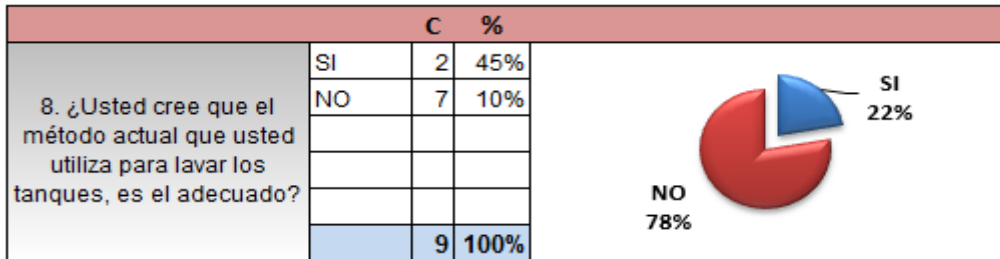 C %
8. ¿Usted cree que el
método actual que usted
utiliza para lavar los
tanques, es el adecuado?
SI 2 45%
NO 7 10%
9 100%
SI
22%
NO
78%